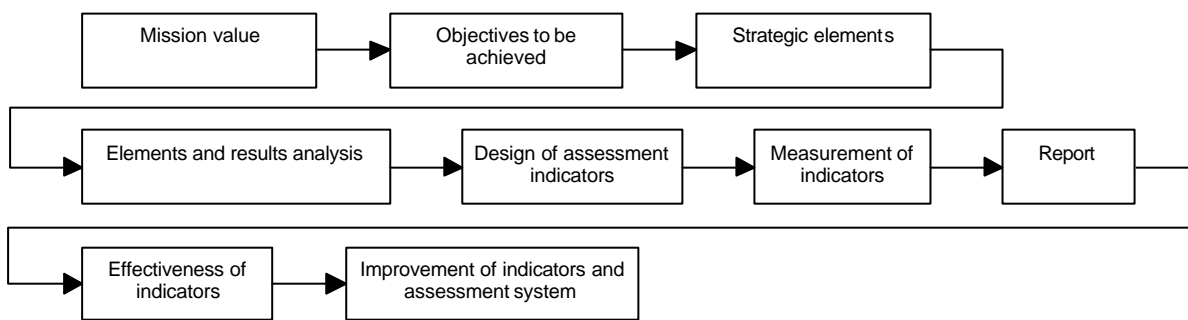 Mission value
Objectives to be
achieved
Strategic elements
Elements and results analysis
Design of assessment
indicators
Measurement of
indicators
Report
Effectiveness of
indicators
Improvement of indicators and
assessment system